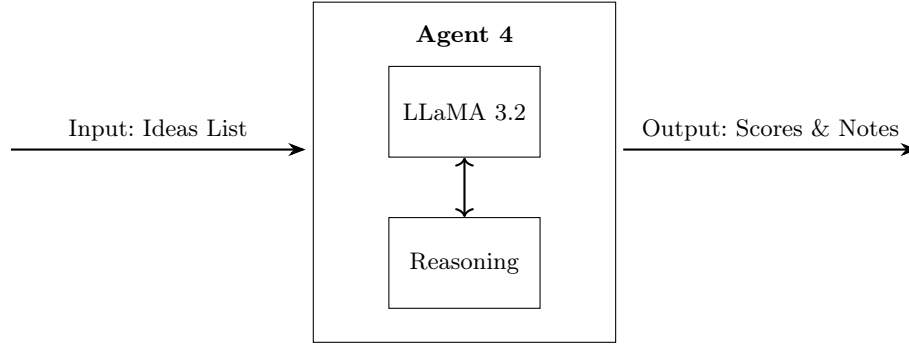 Agent 4
LLaMA 3.2
Input: Ideas List
Output: Scores & Notes
Reasoning